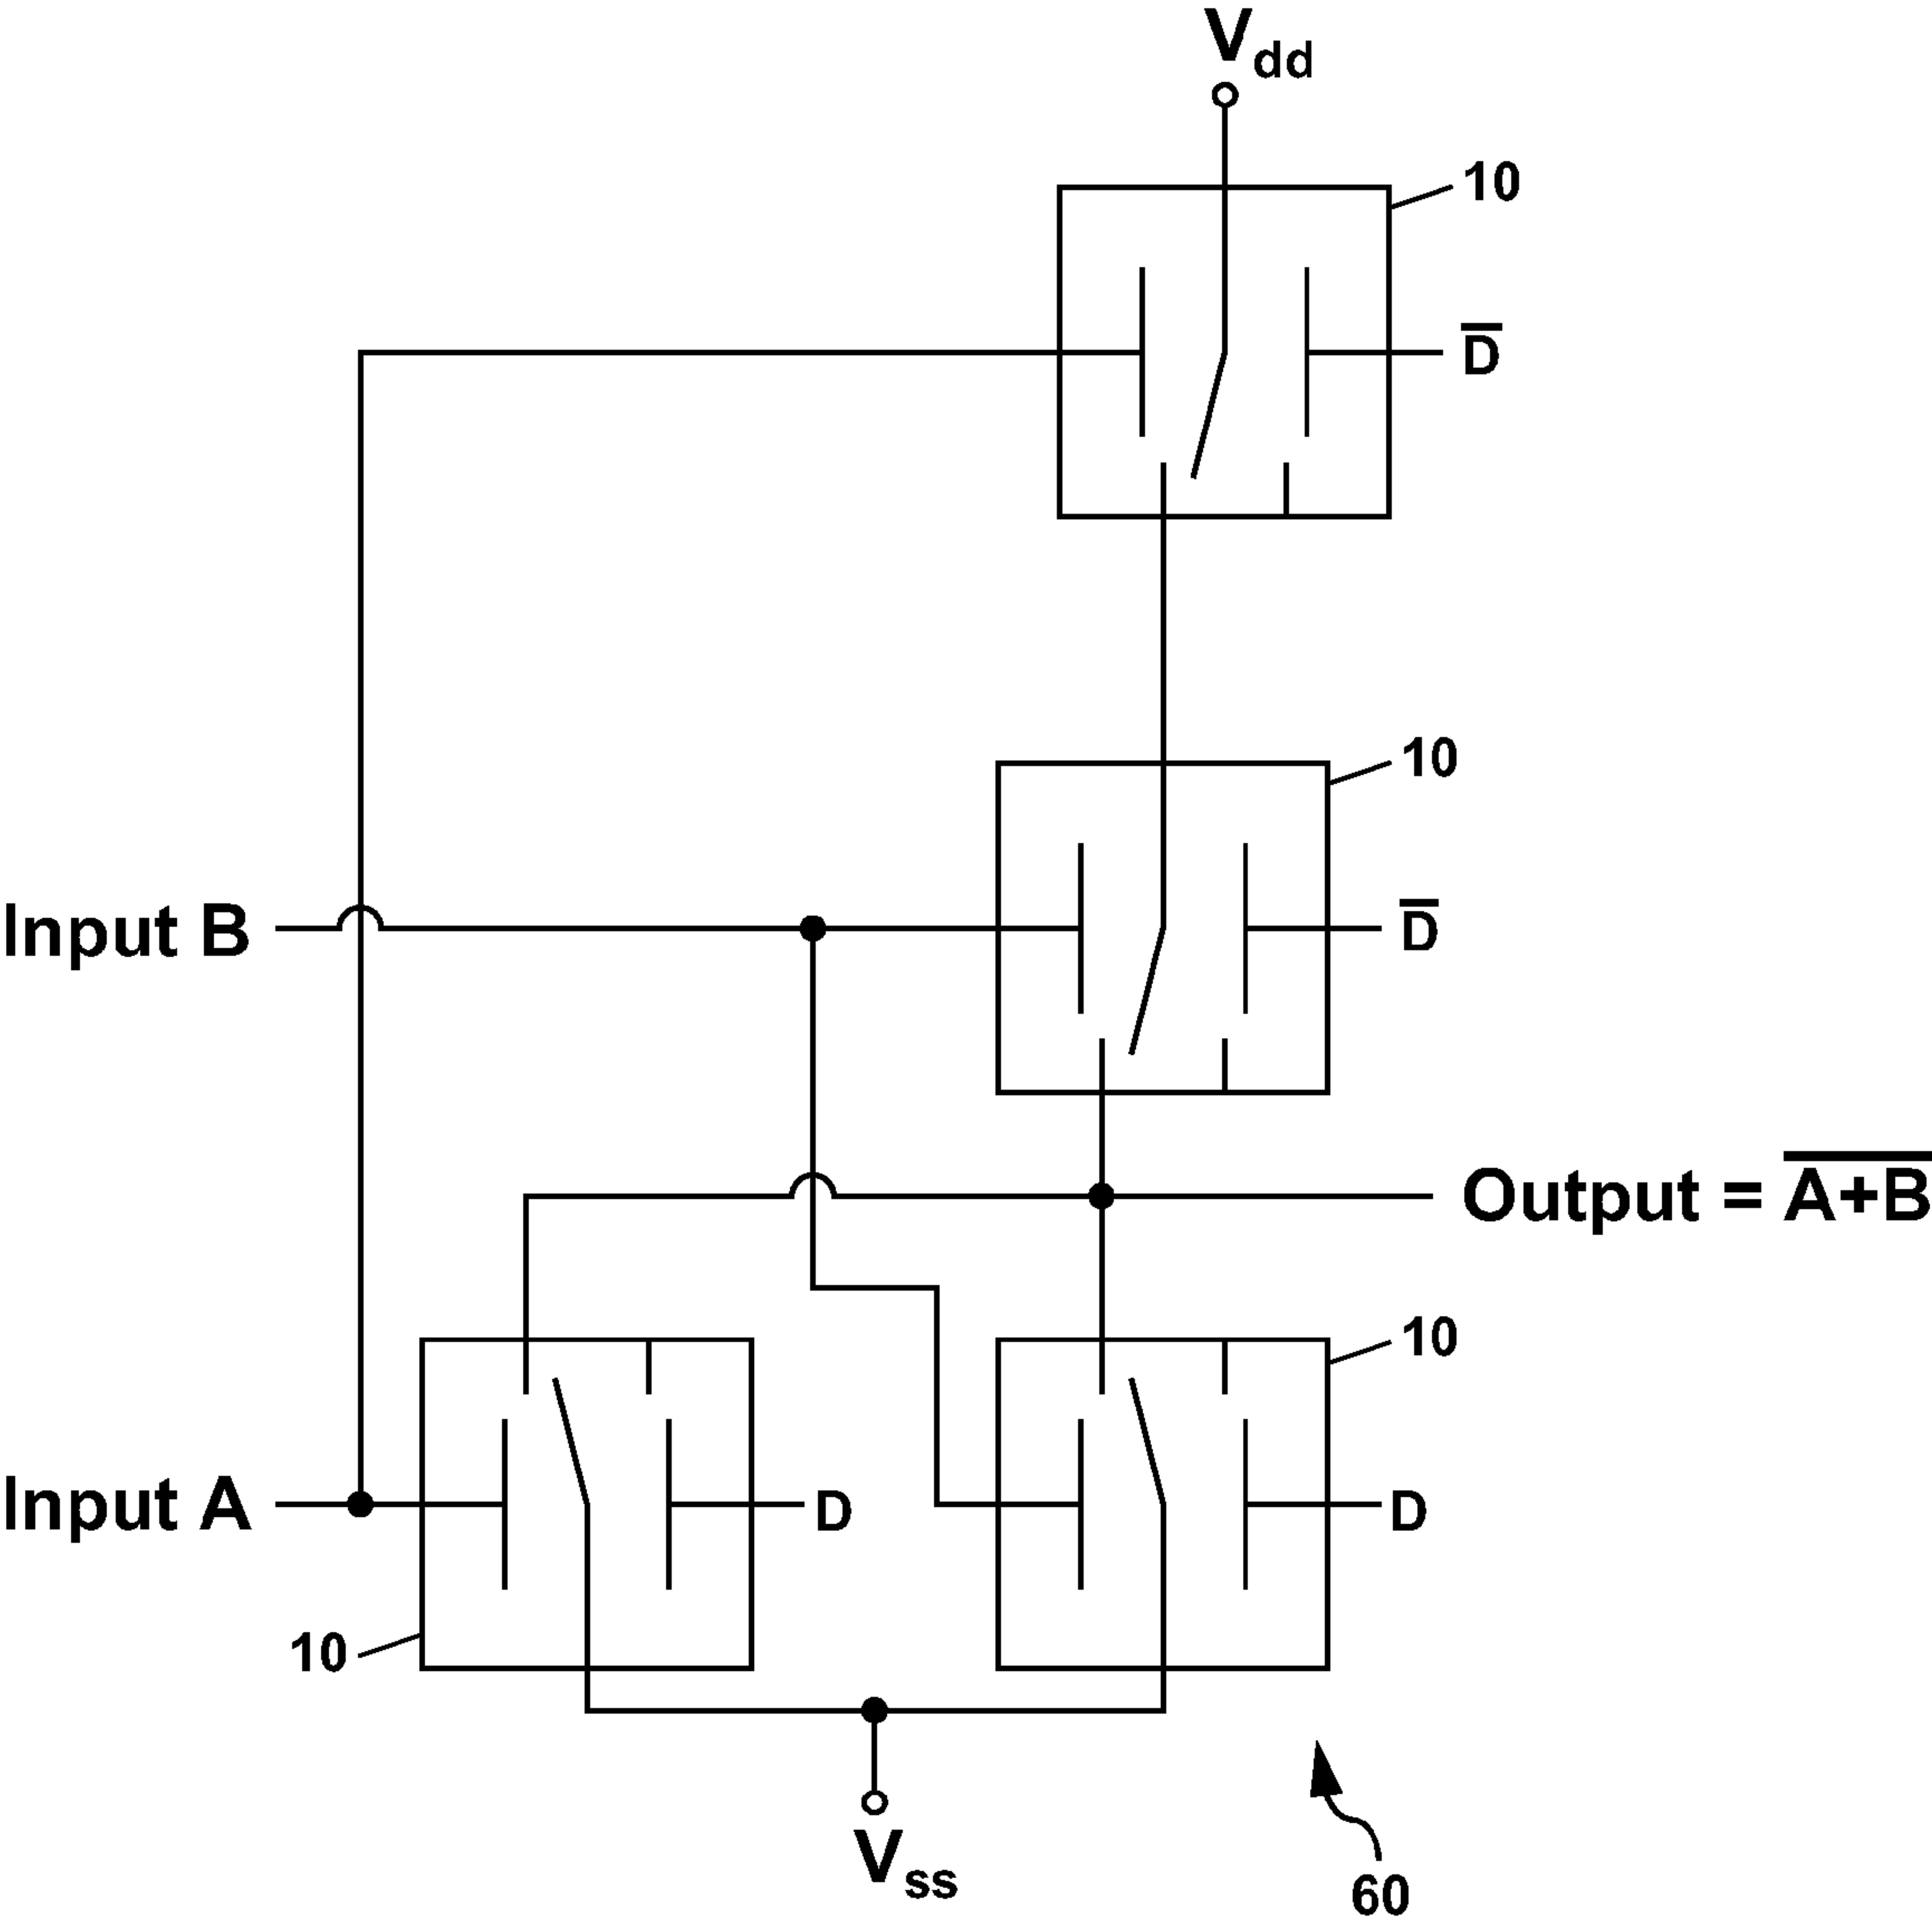 Vdd
10
D̅
10
Input B
D̅
Output = A̅+̅B̅
10
Input A
D
D
10
Vss
60